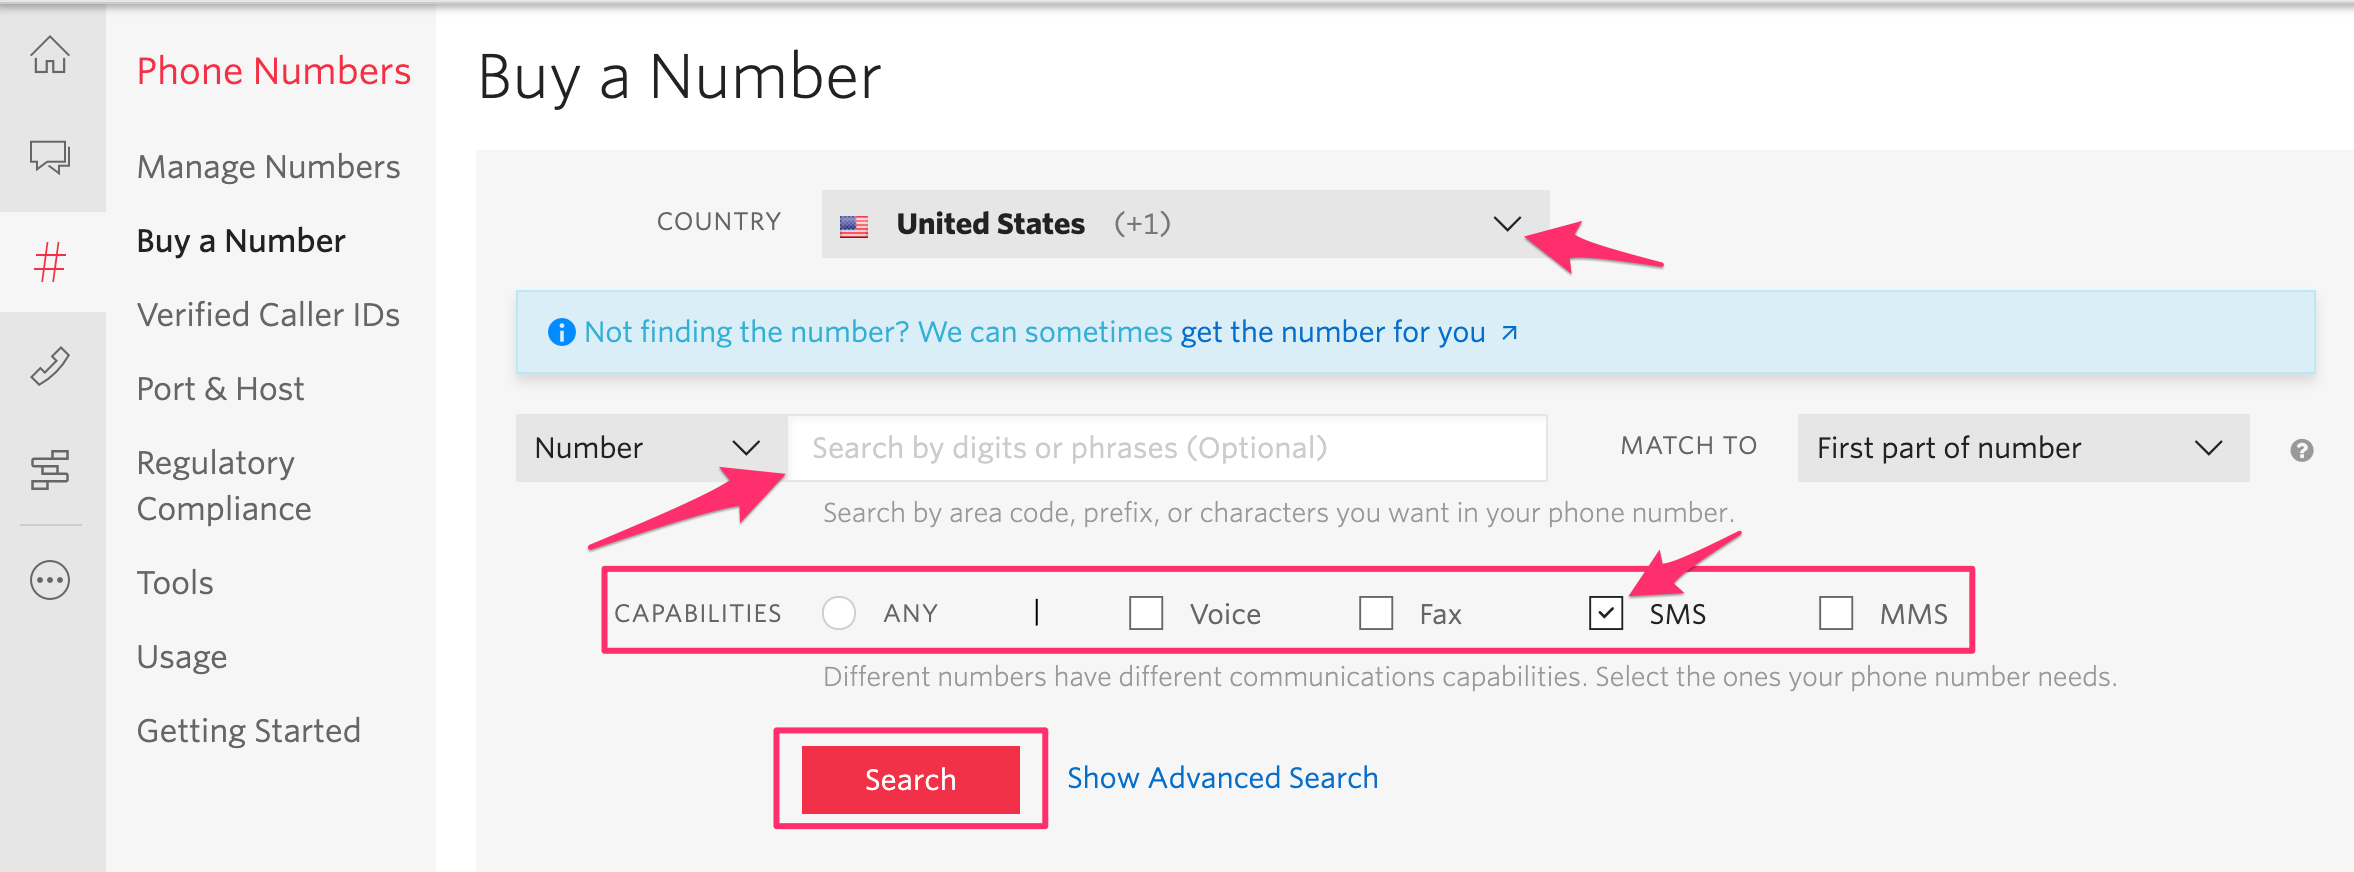 Phone Numbers
Manage Numbers
Buy a Number
Verified Caller IDs
Port & Host
Regulatory
Compliance
Tools
Usage
Getting Started
Buy a Number
COUNTRY United States (+1)
Not finding the number? We can sometimes get the number for you
Number Search by digits or phrases (Optional) MATCH TO First part of number ?
Search by area code, prefix, or characters you want in your phone number.
CAPABILITIES ANY | Voice Fax SMS MMS
Different numbers have different communications capabilities. Select the ones your phone number needs.
Search Show Advanced Search